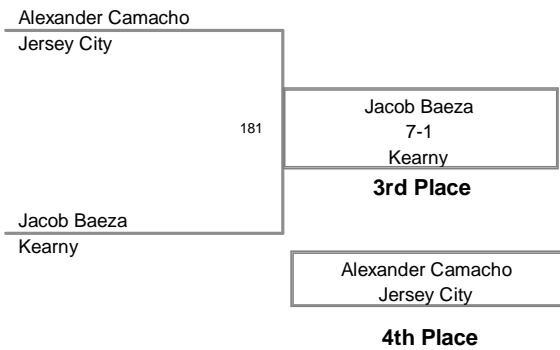 Alexander Camacho
Jersey City
181
Jacob Baeza
7-1
Kearny
3rd Place
Jacob Baeza
Kearny
Alexander Camacho
Jersey City
4th Place